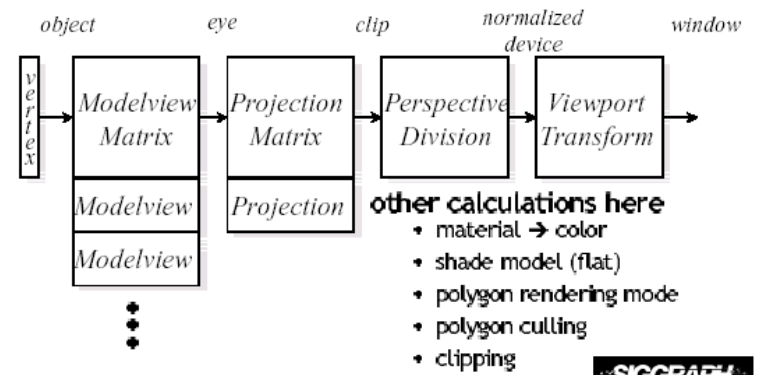 object eye clip normalized device window
vertex
Modelview Matrix
Projection Matrix
Perspective Division
Viewport Transform
Modelview
Projection
Modelview
other calculations here
• material → color
• shade model (flat)
• polygon rendering mode
• polygon culling
• clipping
SIGGRAPH